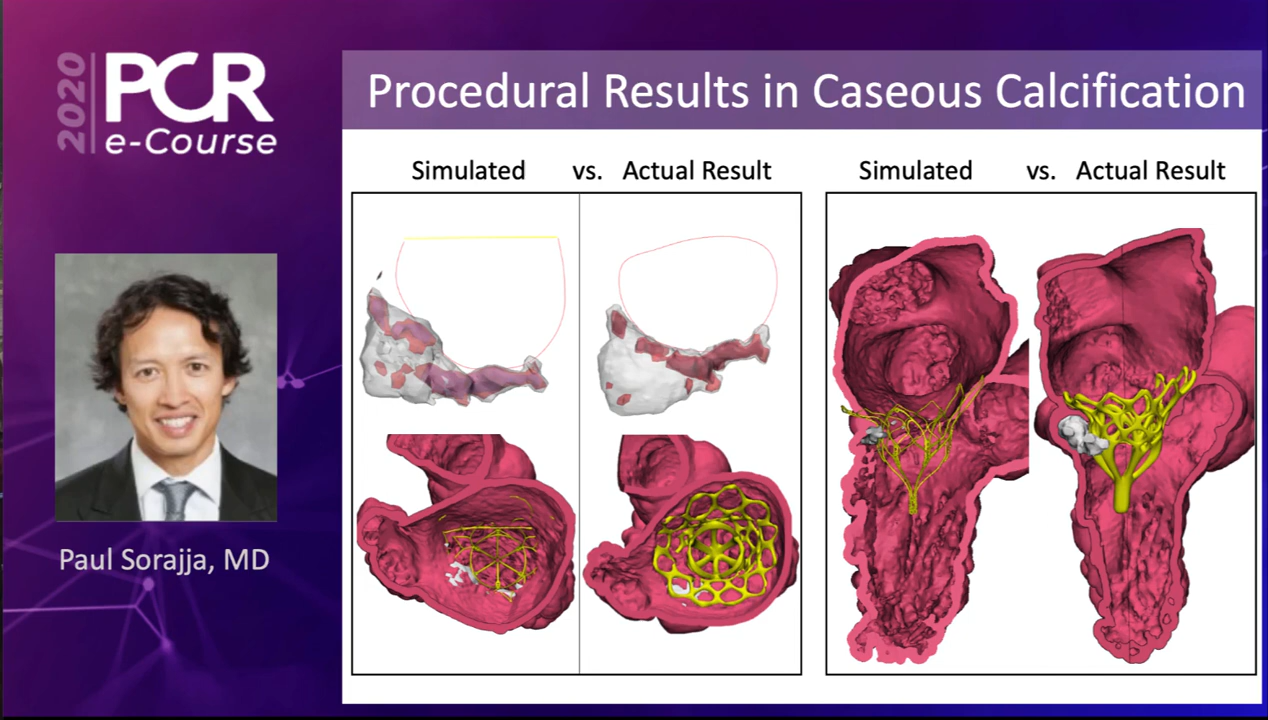 2020
PCR
e-Course
Paul Sorajja, MD
Procedural Results in Caseous Calcification
Simulated vs. Actual Result
Simulated vs. Actual Result